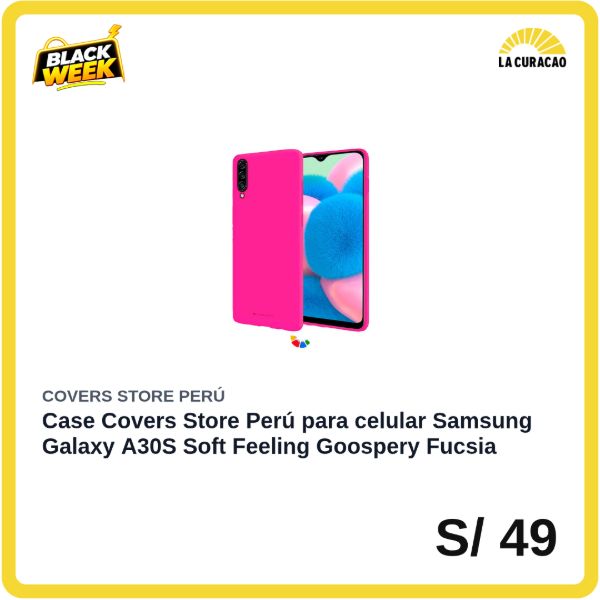 BLACK
WEEK
LA CURACAO
COVERS STORE PERÚ
Case Covers Store Perú para celular Samsung
Galaxy A30S Soft Feeling Goospery Fucsia
S/ 49